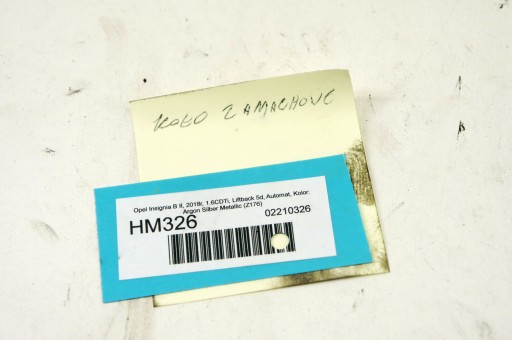 KOŁO ZAMACHOWE
Opel Insignia B II, 2018r, 1.6CDTi, Liftback 5d, Automat, Kolor:
Argon Silber Metallic (Z176)
HM326
02210326